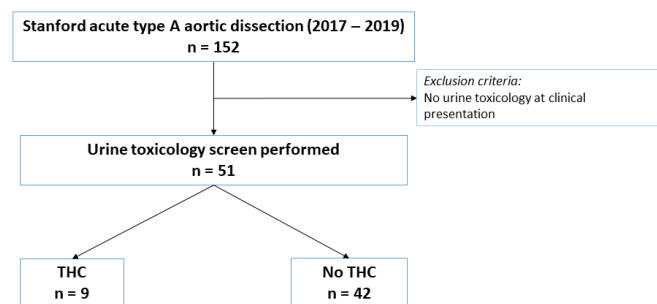 Stanford acute type A aortic dissection (2017 – 2019)
n = 152
Exclusion criteria:
No urine toxicology at clinical
presentation
Urine toxicology screen performed
n = 51
THC
n = 9
No THC
n = 42